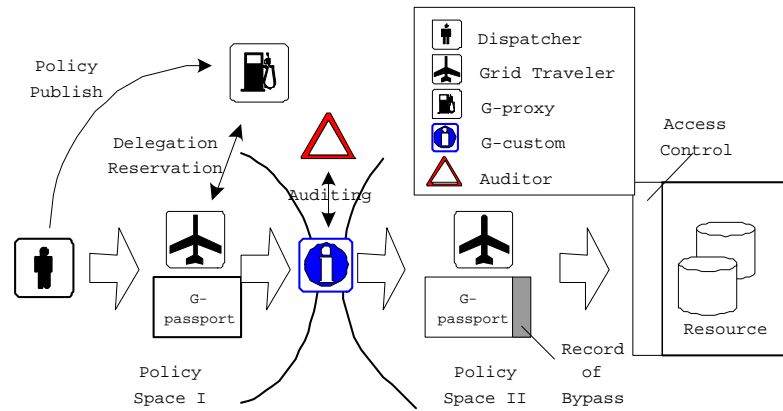 Policy
Publish
Delegation
Reservation
Auditing
Dispatcher
Grid Traveler
G-proxy
G-custom
Auditor
Access
Control
G-
passport
G-
passport
Resource
Policy
Space I
Policy
Space II
Record
of
Bypass